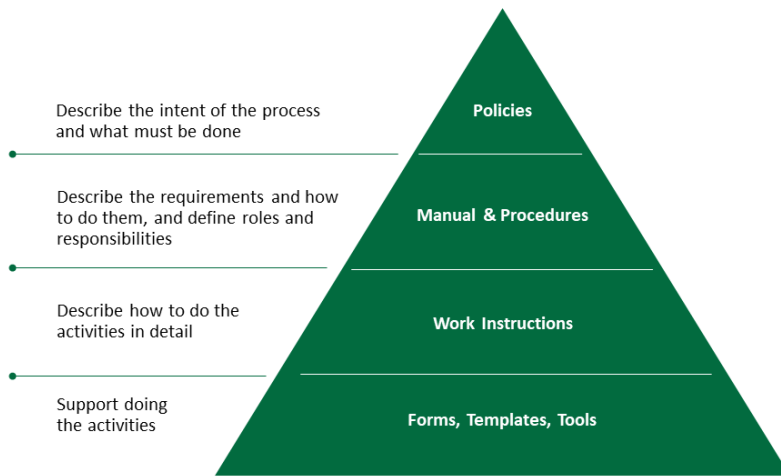 Describe the intent of the process
and what must be done
Policies
Describe the requirements and how
to do them, and define roles and
responsibilities
Manual & Procedures
Describe how to do the
activities in detail
Work Instructions
Support doing
the activities
Forms, Templates, Tools